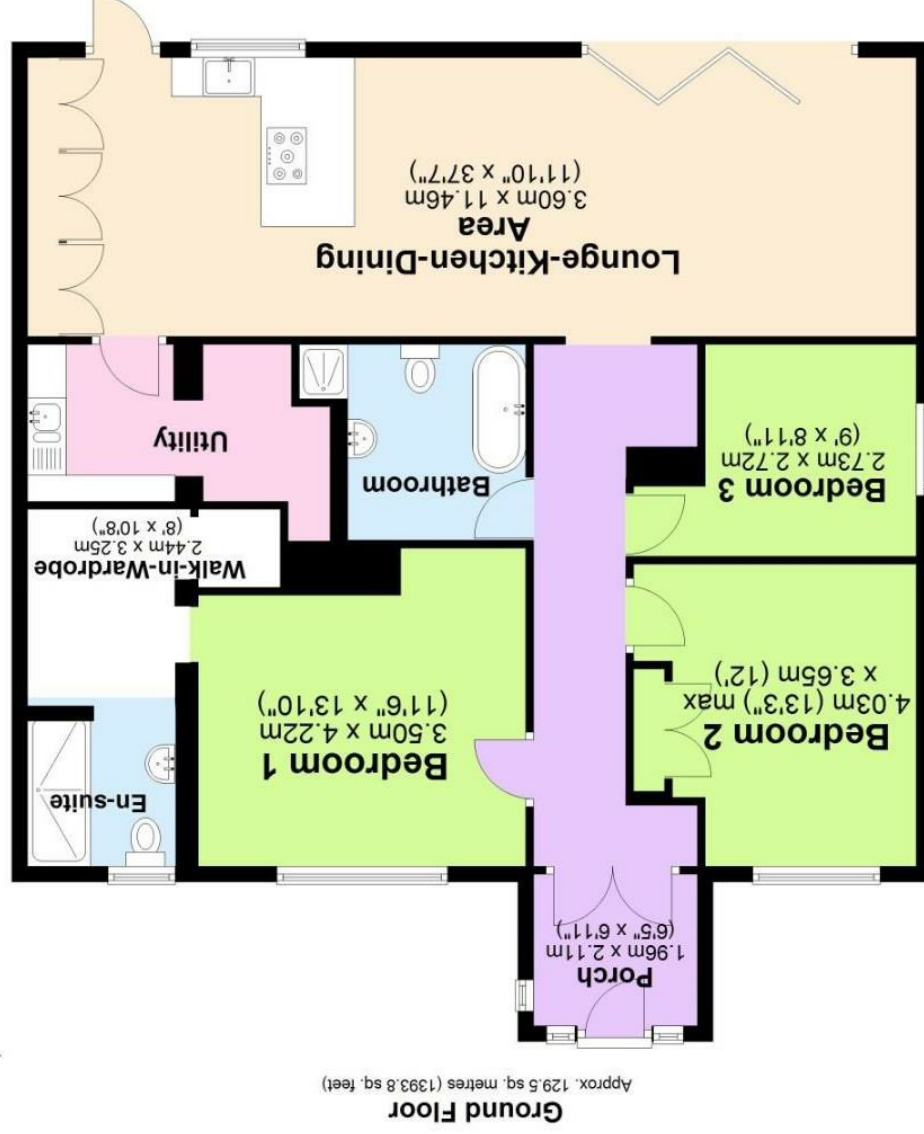 Ground Floor
Approx. 129.5 sq. metres (1393.8 sq. feet)
Porch
1.96m x 2.11m
(6'5" x 6'11")
Bedroom 2
4.03m (13'3") max
x 3.65m (12')
Bedroom 1
3.50m x 4.22m
(11'6" x 13'10")
En-suite
Walk-in-Wardrobe
2.44m x 3.25m
(8' x 10'8")
Bedroom 3
2.73m x 2.72m
(9' x 8'11")
Bathroom
Utility
Lounge-Kitchen-Dining
Area
3.60m x 11.46m
(11'10" x 37'7")